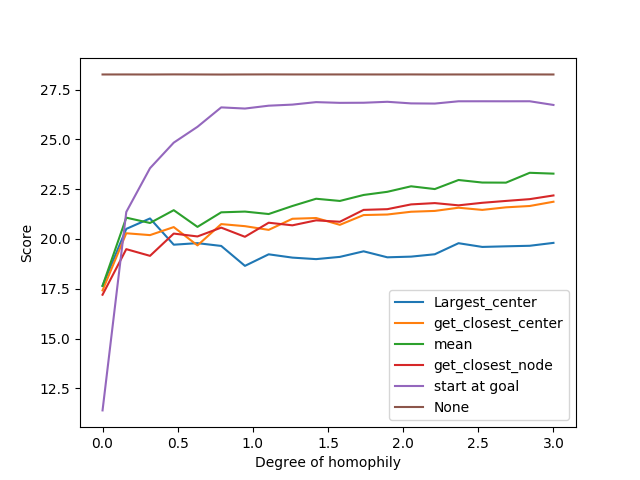 27.5
25.0
22.5
20.0
17.5
15.0
12.5
Score
0.0 0.5 1.0 1.5 2.0 2.5 3.0
Degree of homophily
Largest_center
get_closest_center
mean
get_closest_node
start at goal
None